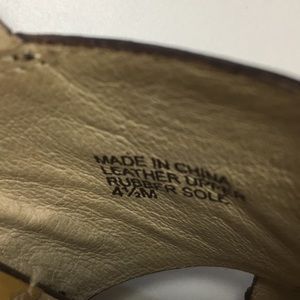 MADE IN CHINA
LEATHER UPPER
RUBBER SOLE
4½M